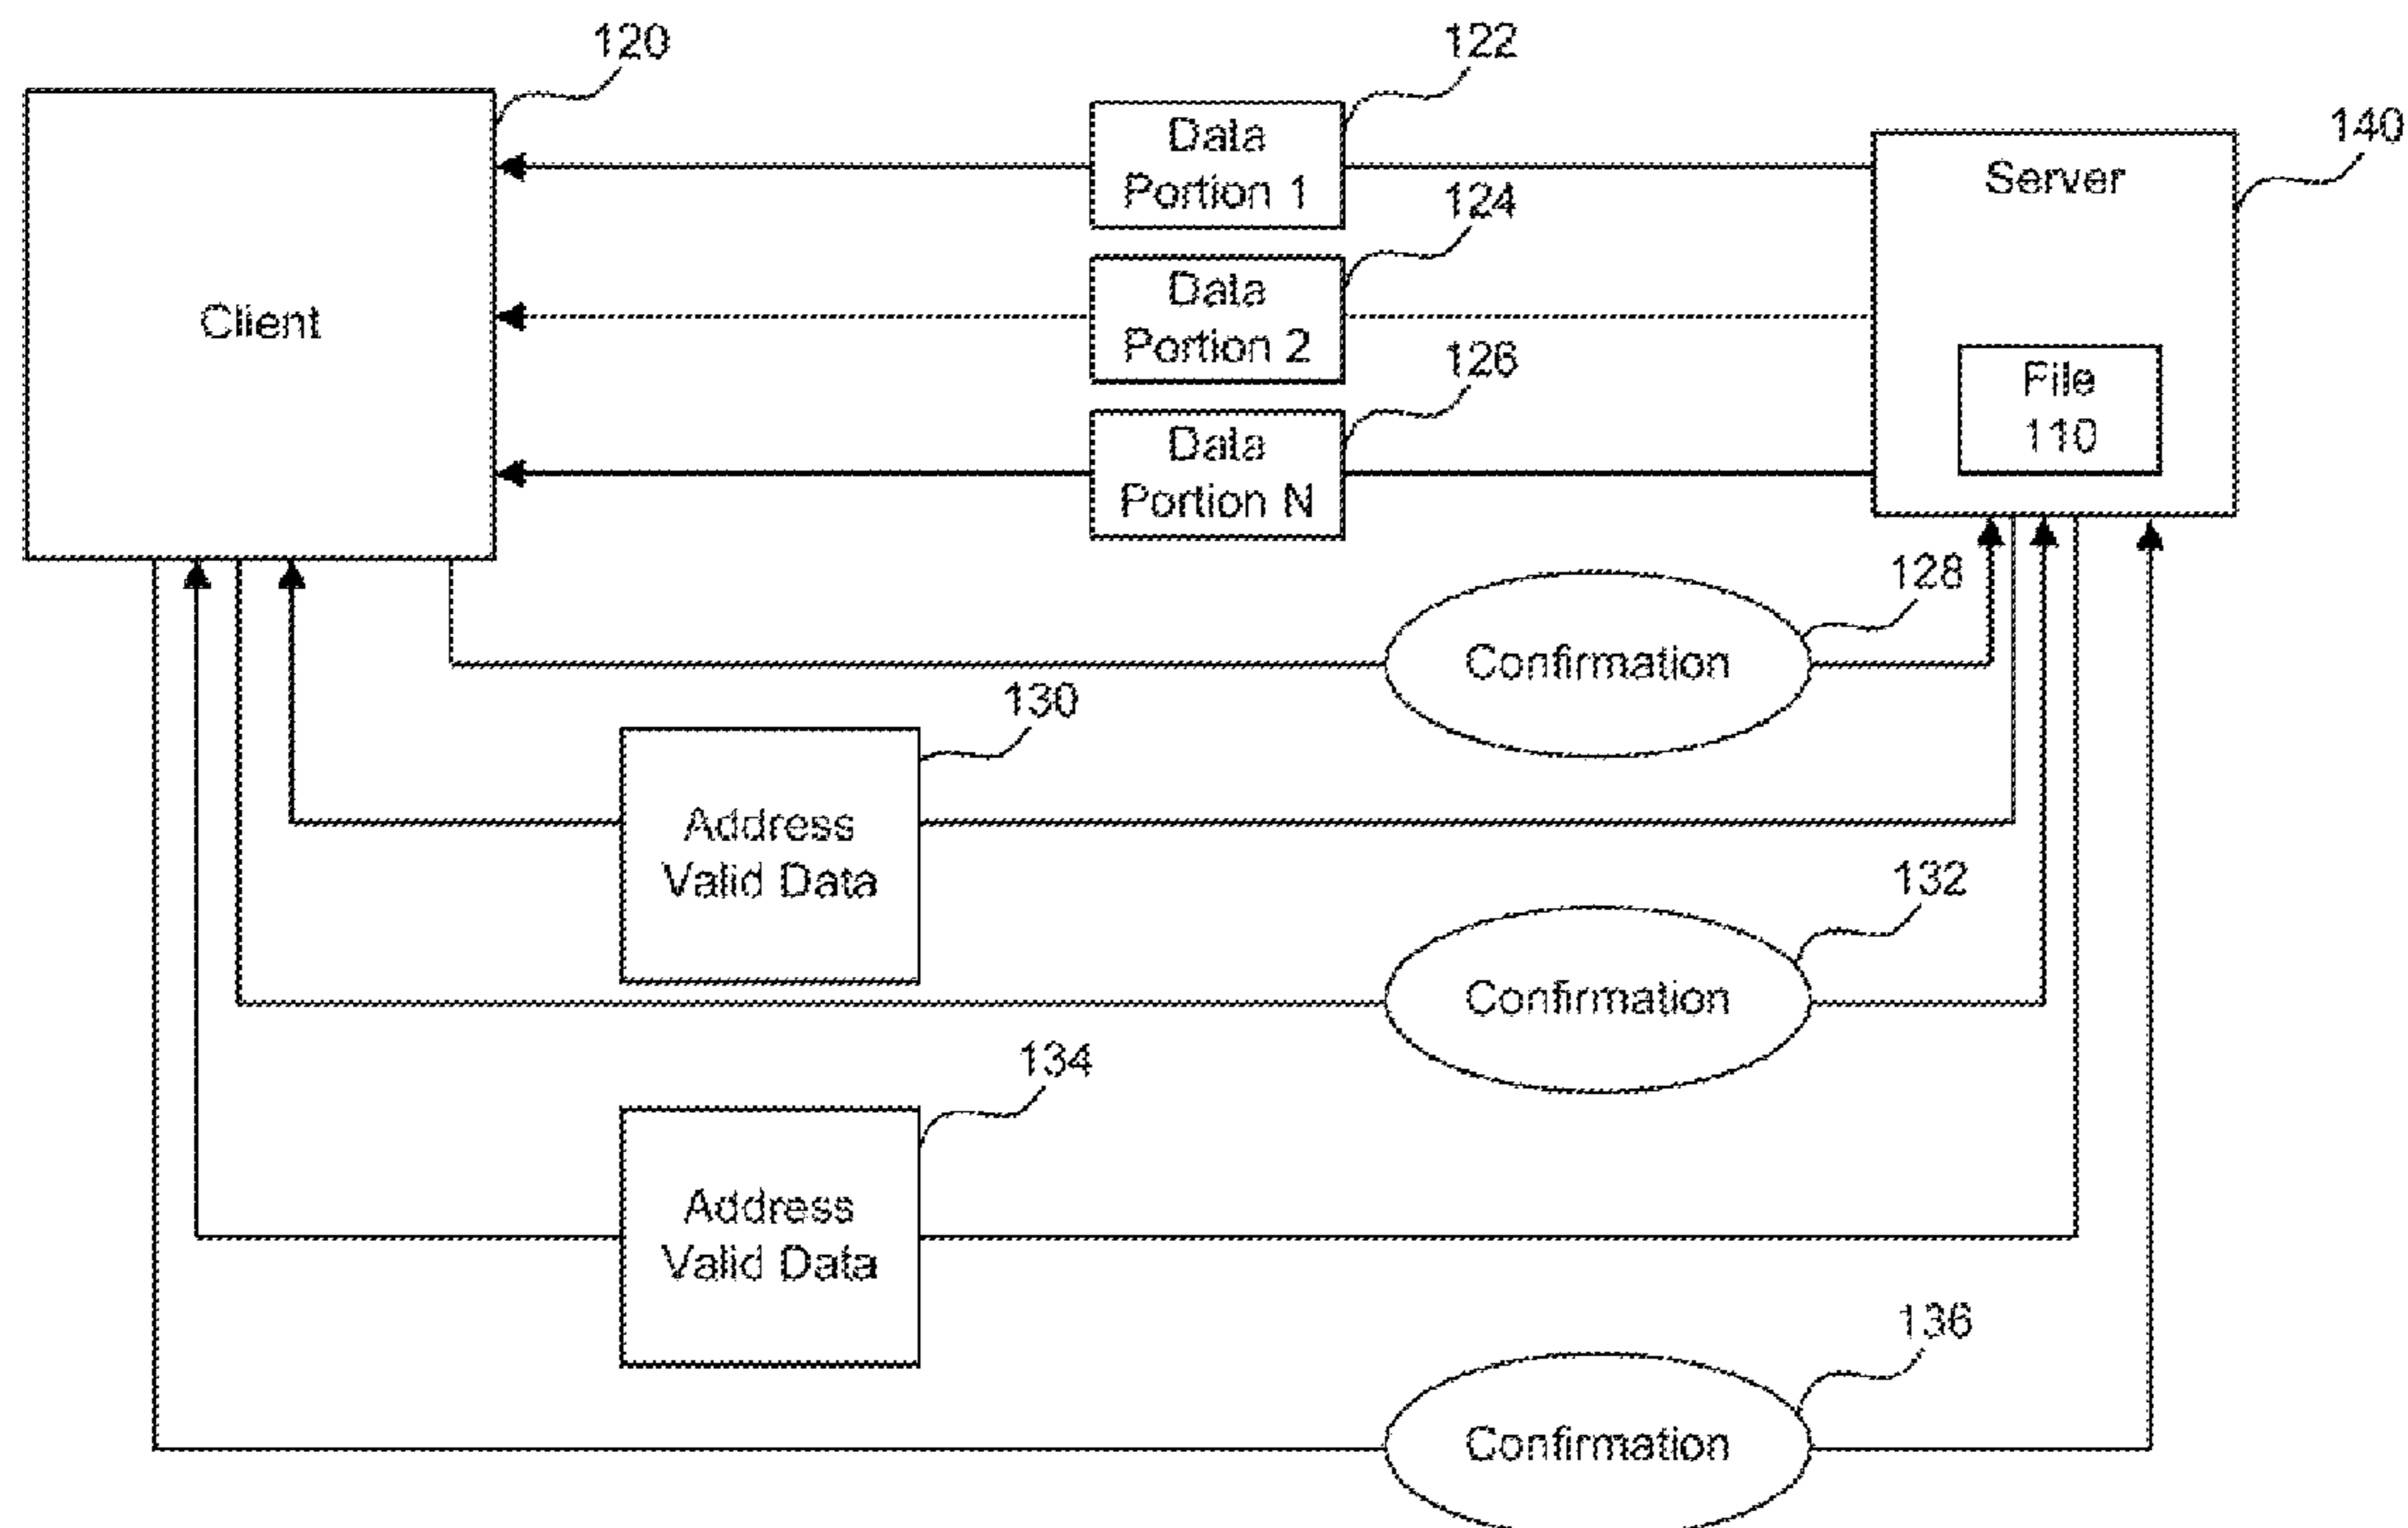 120
122
140
Data
Portion 1
Server
124
Data
Portion 2
Client
126
File
110
Data
Portion N
128
Confirmation
130
Address
Valid Data
132
Confirmation
134
Address
Valid Data
136
Confirmation